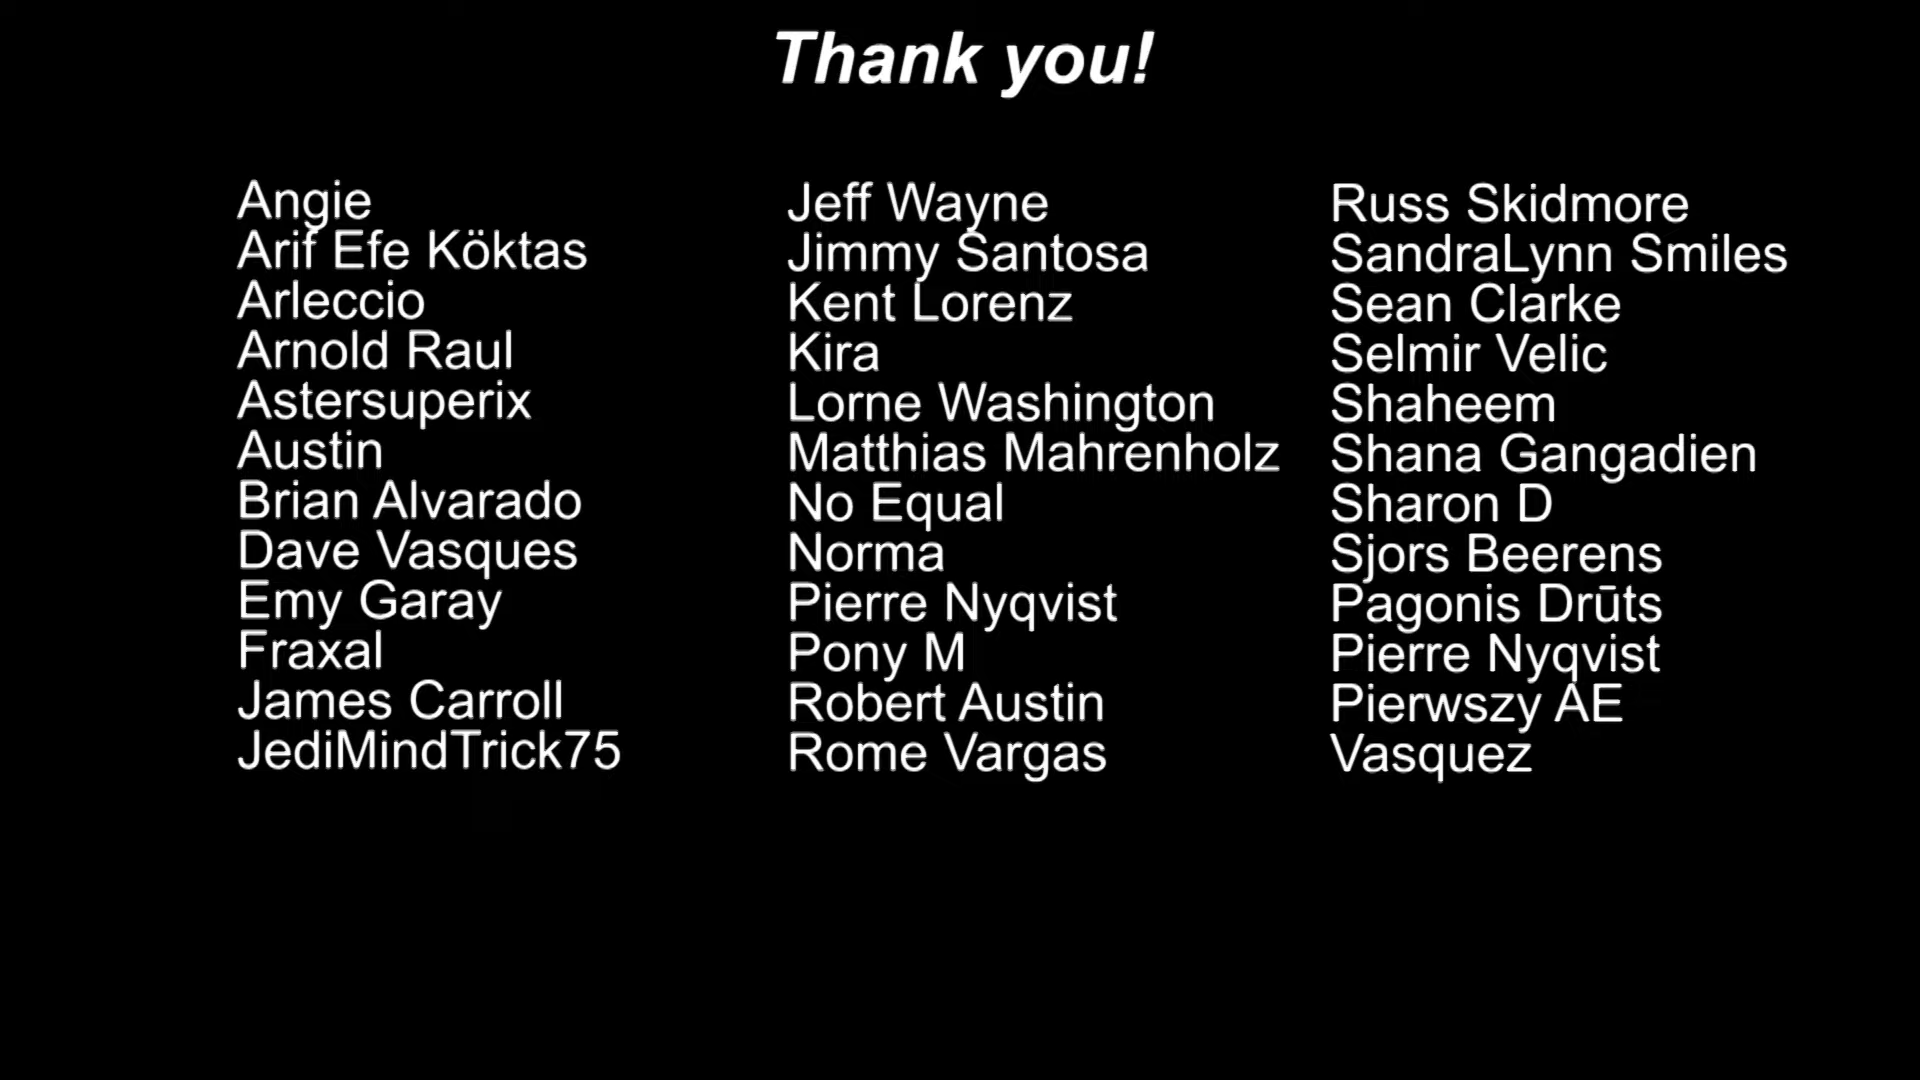 Thank you!
Angie
Arif Efe Köktas
Arleccio
Arnold Raul
Astersuperix
Austin
Brian Alvarado
Dave Vasques
Emy Garay
Fraxal
James Carroll
JediMindTrick75
Jeff Wayne
Jimmy Santosa
Kent Lorenz
Kira
Lorne Washington
Matthias Mahrenholz
No Equal
Norma
Pierre Nyqvist
Pony M
Robert Austin
Rome Vargas
Russ Skidmore
SandraLynn Smiles
Sean Clarke
Selmir Velic
Shaheem
Shana Gangadien
Sharon D
Sjors Beerens
Pagonis Drūts
Pierre Nyqvist
Pierwszy AE
Vasquez